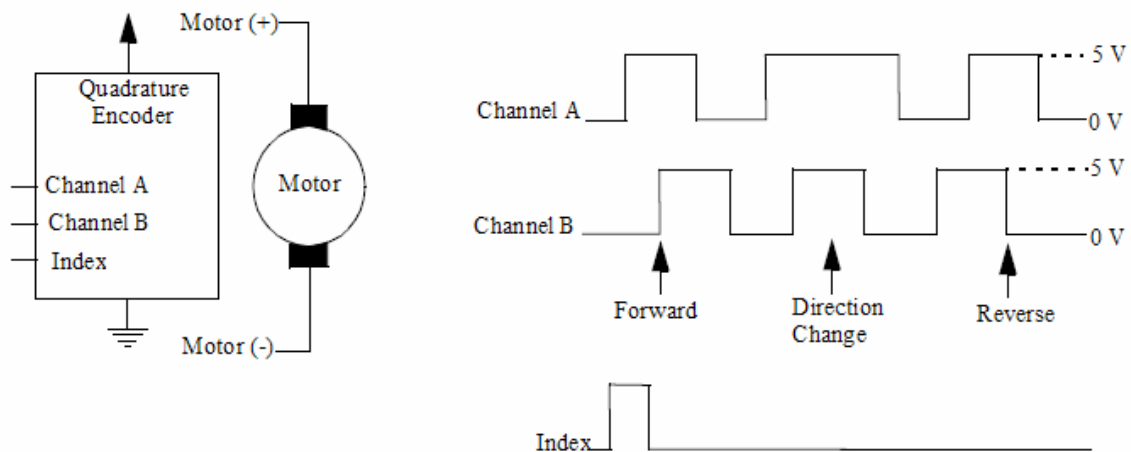 Motor (+)
Quadrature
Encoder
Channel A
Channel B
Index
Motor
Motor (-)
Channel A
5 V
0 V
Channel B
5 V
0 V
Forward
Direction
Change
Reverse
Index